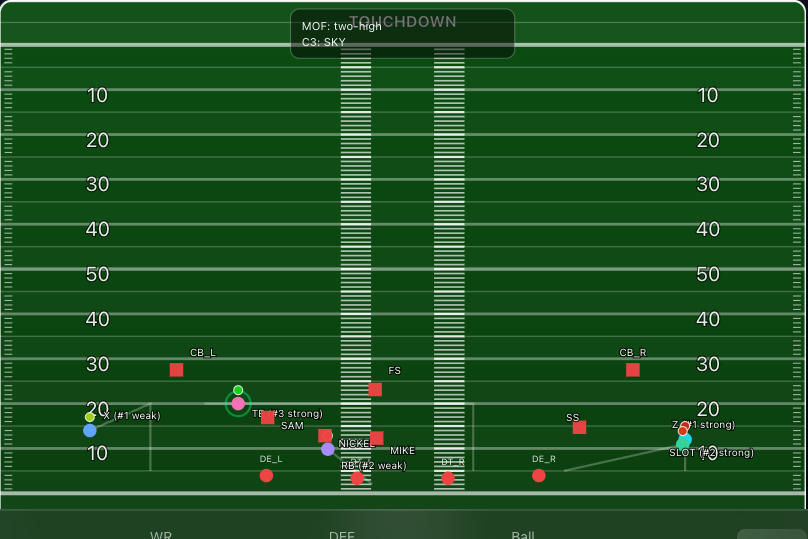 TOUCHDOWN
MOF: two-high
C3: SKY
10 10
20 20
30 30
40 40
50 50
40 40
CB_L CB_R
30 30
FS
20 20
X (#1 weak) TE (#3 strong) SS Z (#1 strong)
SAM
NICKEL MIKE
10 SLOT (#2 strong) 10
DE_L RB (#2 weak) DT_R DE_R
WR DEF Ball